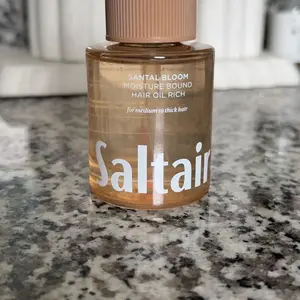 SANTAL BLOOM
MOISTURE BOUND
HAIR OIL RICH
for medium to thick hair
Saltair